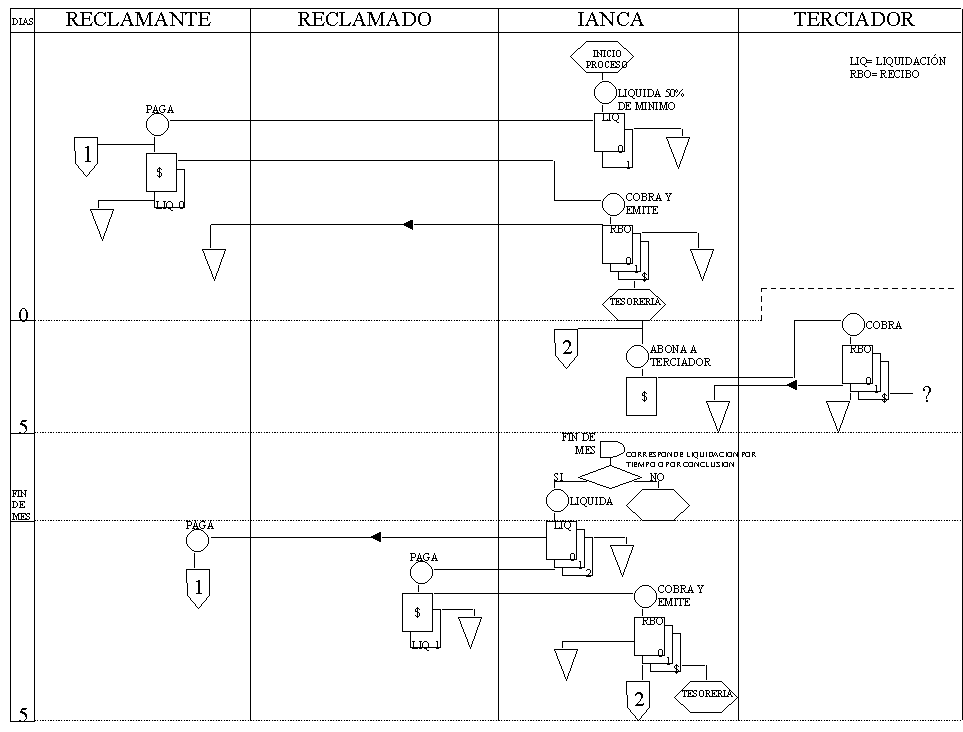 DIAS
RECLAMANTE
RECLAMADO
IANCA
TERCIADOR
INICIO
PROCESO
LIQ= LIQUIDACIÓN
RBO= RECIBO
LIQUIDA 50%
DE MINIMO
PAGA
LIQ
0
1
1
$
LIQ 0
COBRA Y
EMITE
RBO
0
1
$
TESORERIA
0
2
ABONA A
TERCIADOR
$
COBRA
RBO
0
1
$
?
5
FIN DE
MES
CORRESPONDE LIQUIDACION POR
TIEMPO O POR CONCLUSION
SI
NO
FIN
DE
MES
LIQUIDA
PAGA
LIQ
0
1
2
PAGA
1
$
LIQ 1
COBRA Y
EMITE
RBO
0
1
$
2
TESORERIA
5